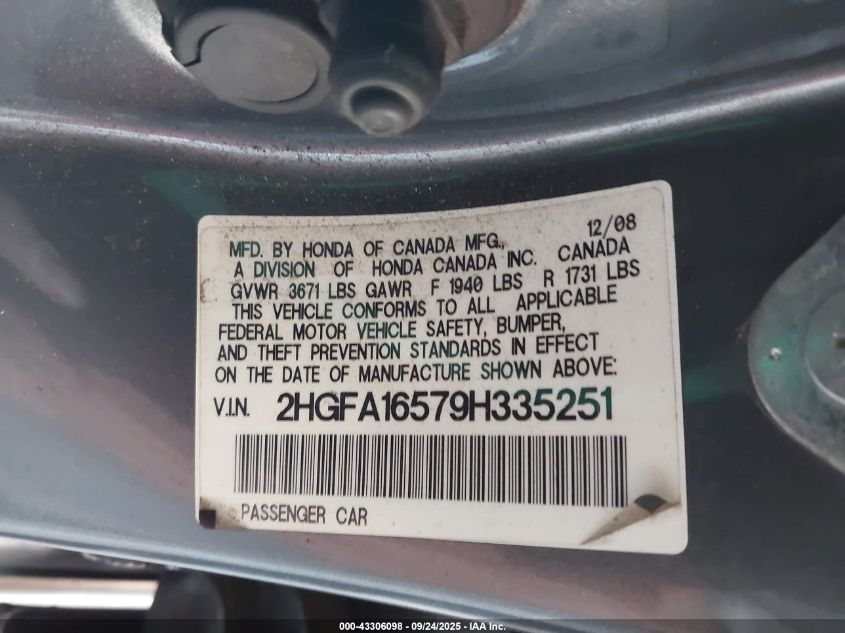 12/08
MFD. BY HONDA OF CANADA MFG.,
A DIVISION OF HONDA CANADA INC. CANADA
GVWR 3671 LBS GAWR F 1940 LBS R 1731 LBS
THIS VEHICLE CONFORMS TO ALL APPLICABLE
FEDERAL MOTOR VEHICLE SAFETY, BUMPER,
AND THEFT PREVENTION STANDARDS IN EFFECT
ON THE DATE OF MANUFACTURE SHOWN ABOVE:
V.I.N. 2HGFA16579H335251
PASSENGER CAR
000-43306098 - 09/24/2025 - IAA Inc.